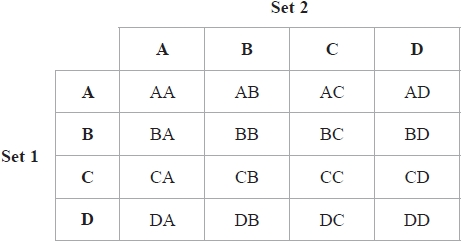 Set 2
A B C D
A AA AB AC AD
B BA BB BC BD
Set 1
C CA CB CC CD
D DA DB DC DD